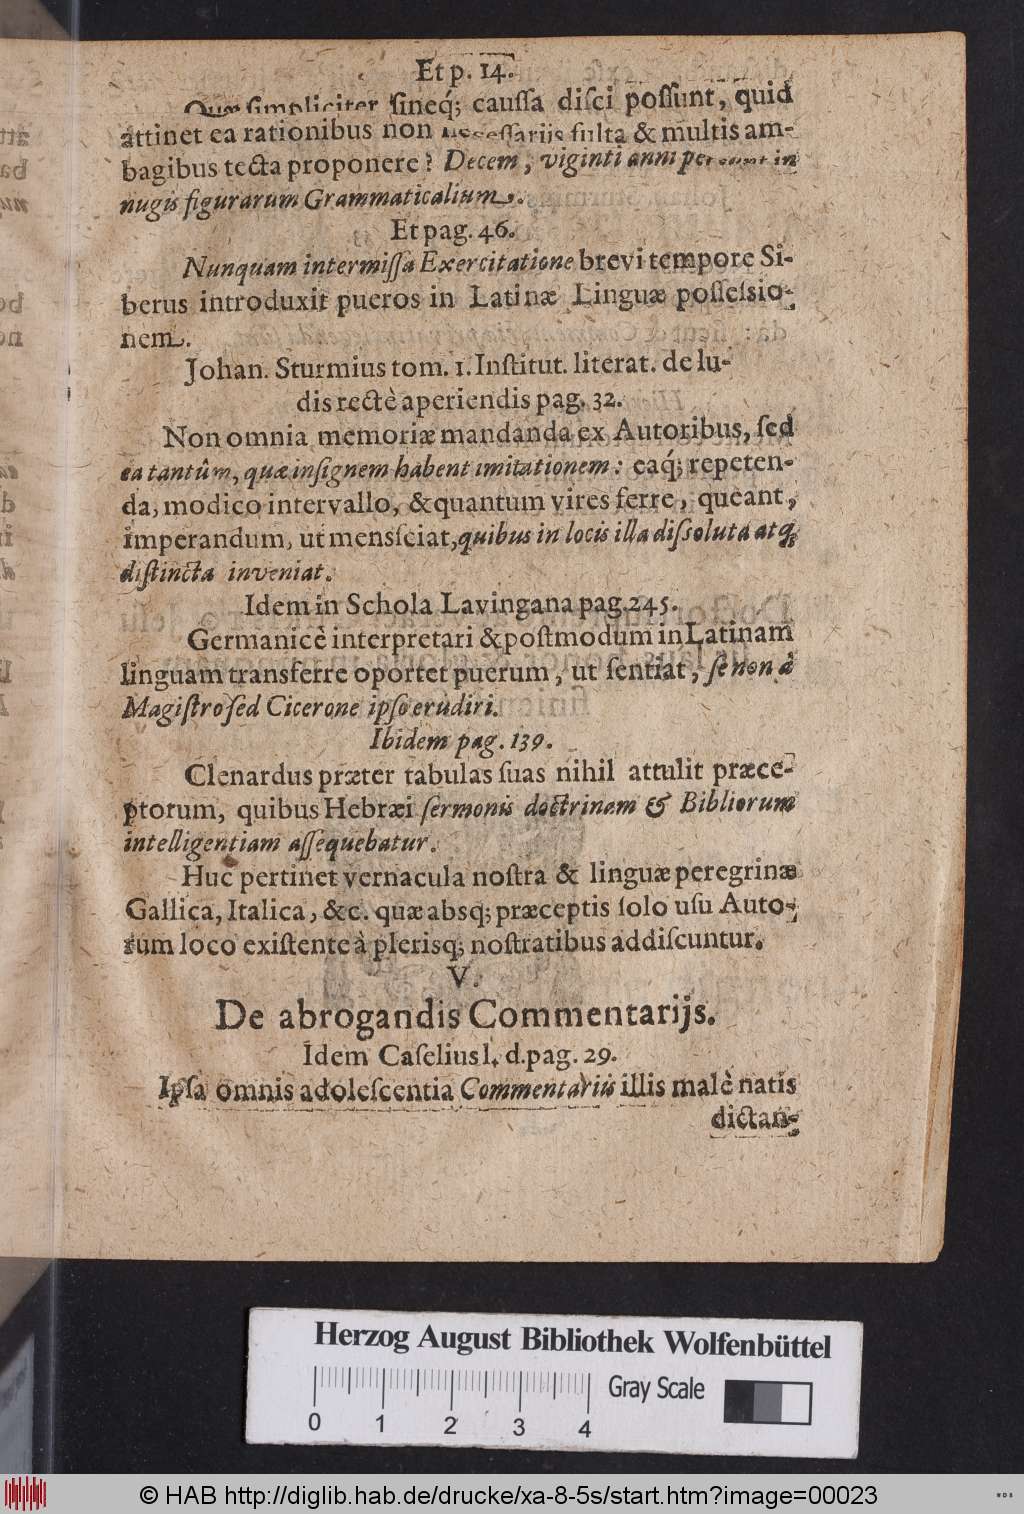 Et p. 14.
Quæ simpliciter sineq́; caussa disci possunt, quid
attinet ea rationibus non necessarijs fulta & multis am-
bagibus tecta proponere? Decem, viginti anni pereunt in
nugis figurarum Grammaticalium.
Et pag. 46.
Nunquam intermissa Exercitatione brevi tempore Si-
berus introduxit pueros in Latinæ Linguæ possessio-
nem.
Johan. Sturmius tom. 1. Institut. literat. de lu-
dis rectè aperiendis pag. 32.
Non omnia memoriæ mandanda ex Autoribus, sed
ea tantûm, quæ insignem habent imitationem: eaq́; repeten-
da, modico intervallo, & quantum vires ferre, queant,
imperandum, ut mens sciat, quibus in locis illa dissoluta atq́;
distincta inveniat.
Idem in Schola Lavingana pag. 245.
Germanicè interpretari & postmodum in Latinam
linguam transferre oportet puerum, ut sentiat, se non à
Magistro sed Cicerone ipso erudiri.
Ibidem pag. 139.
Clenardus præter tabulas suas nihil attulit præce-
ptorum, quibus Hebræi sermonis doctrinam & Bibliorum
intelligentiam assequebatur.
Huc pertinet vernacula nostra & linguæ peregrinæ
Gallica, Italica, &c. quæ absq; præceptis solo usu Auto-
rum loco existente à plerisq; nostratibus addiscuntur.
V.
De abrogandis Commentarijs.
Idem Caselius l. d. pag. 29.
Ipsa omnis adolescentia Commentariis illis malè natis
dictan-
Herzog August Bibliothek Wolfenbüttel
0 1 2 3 4 Gray Scale
© HAB http://diglib.hab.de/drucke/xa-8-5s/start.htm?image=00023